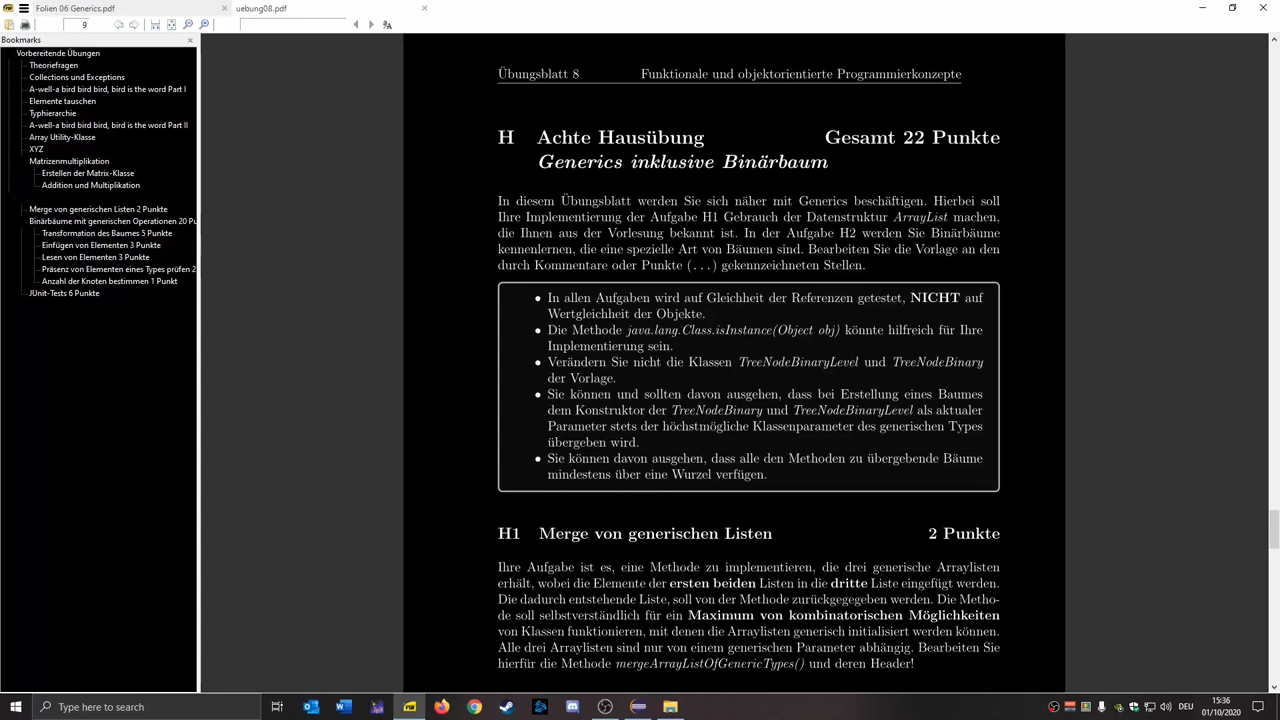 Folien 06 Generics.pdf
uebung08.pdf
9
Bookmarks
Vorbereitende Übungen
Theoriefragen
Collections und Exceptions
A-well-a bird bird bird, bird is the word Part I
Elemente tauschen
Typhierarchie
A-well-a bird bird bird, bird is the word Part II
Array Utility-Klasse
XYZ
Matrizenmultiplikation
Erstellen der Matrix-Klasse
Addition und Multiplikation
Merge von generischen Listen 2 Punkte
Binärbäume mit generischen Operationen 20 Pu
Transformation des Baumes 5 Punkte
Einfügen von Elementen 3 Punkte
Lesen von Elementen 3 Punkte
Präsenz von Elementen eines Types prüfen 2
Anzahl der Knoten bestimmen 1 Punkt
JUnit-Tests 6 Punkte
Übungsblatt 8 Funktionale und objektorientierte Programmierkonzepte
H Achte Hausübung Gesamt 22 Punkte
Generics inklusive Binärbaum
In diesem Übungsblatt werden Sie sich näher mit Generics beschäftigen. Hierbei soll
Ihre Implementierung der Aufgabe H1 Gebrauch der Datenstruktur ArrayList machen,
die Ihnen aus der Vorlesung bekannt ist. In der Aufgabe H2 werden Sie Binärbäume
kennenlernen, die eine spezielle Art von Bäumen sind. Bearbeiten Sie die Vorlage an den
durch Kommentare oder Punkte (...) gekennzeichneten Stellen.
• In allen Aufgaben wird auf Gleichheit der Referenzen getestet, NICHT auf
Wertgleichheit der Objekte.
• Die Methode java.lang.Class.isInstance(Object obj) könnte hilfreich für Ihre
Implementierung sein.
• Verändern Sie nicht die Klassen TreeNodeBinaryLevel und TreeNodeBinary
der Vorlage.
• Sie können und sollten davon ausgehen, dass bei Erstellung eines Baumes
dem Konstruktor der TreeNodeBinary und TreeNodeBinaryLevel als aktualer
Parameter stets der höchstmögliche Klassenparameter des generischen Types
übergeben wird.
• Sie können davon ausgehen, dass alle den Methoden zu übergebende Bäume
mindestens über eine Wurzel verfügen.
H1 Merge von generischen Listen 2 Punkte
Ihre Aufgabe ist es, eine Methode zu implementieren, die drei generische Arraylisten
erhält, wobei die Elemente der ersten beiden Listen in die dritte Liste eingefügt werden.
Die dadurch entstehende Liste, soll von der Methode zurückgegegeben werden. Die Metho-
de soll selbstverständlich für ein Maximum von kombinatorischen Möglichkeiten
von Klassen funktionieren, mit denen die Arraylisten generisch initialisiert werden können.
Alle drei Arraylisten sind nur von einem generischen Parameter abhängig. Bearbeiten Sie
hierfür die Methode mergeArrayListOfGenericTypes() und deren Header!
Type here to search
DEU
15:36
01/10/2020